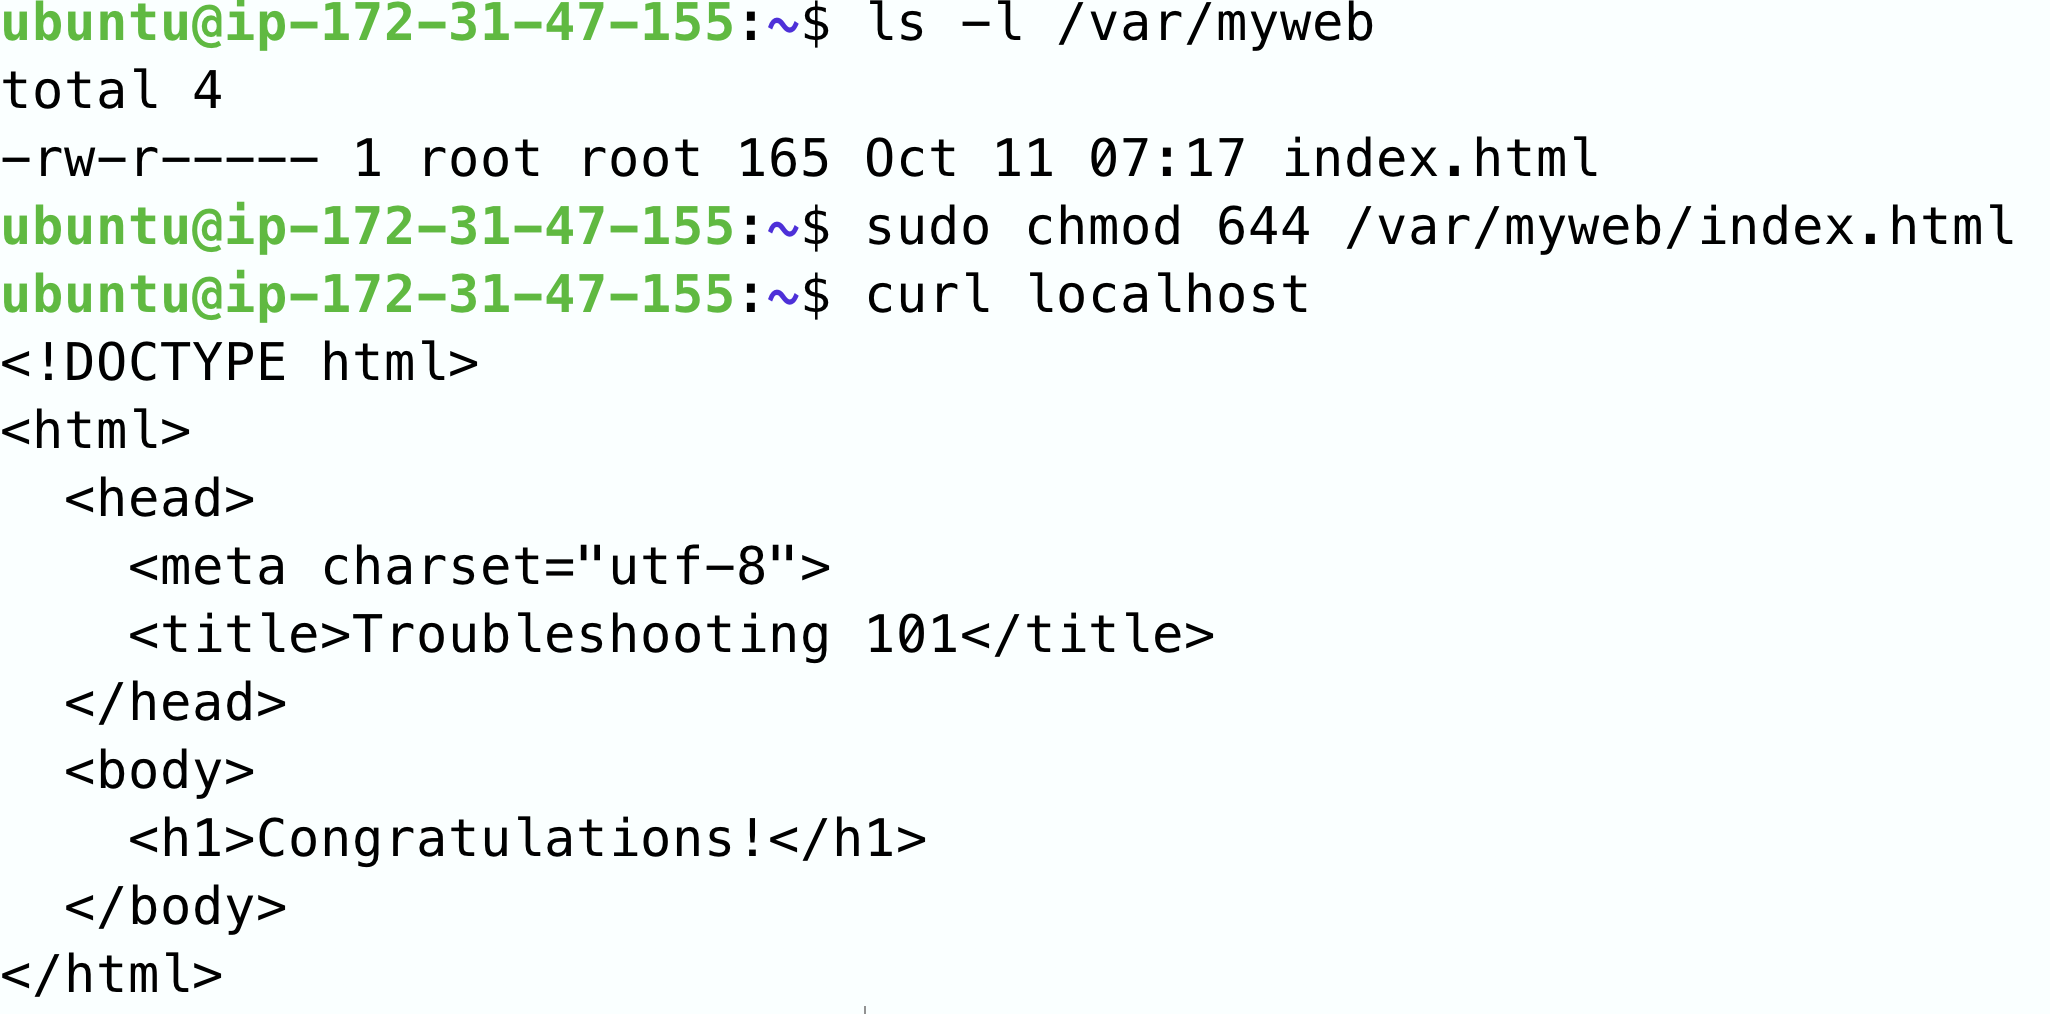 ubuntu@ip-172-31-47-155:~$ ls -l /var/myweb
total 4
-rw-r----- 1 root root 165 Oct 11 07:17 index.html
ubuntu@ip-172-31-47-155:~$ sudo chmod 644 /var/myweb/index.html
ubuntu@ip-172-31-47-155:~$ curl localhost
<!DOCTYPE html>
<html>
  <head>
    <meta charset="utf-8">
    <title>Troubleshooting 101</title>
  </head>
  <body>
    <h1>Congratulations!</h1>
  </body>
</html>